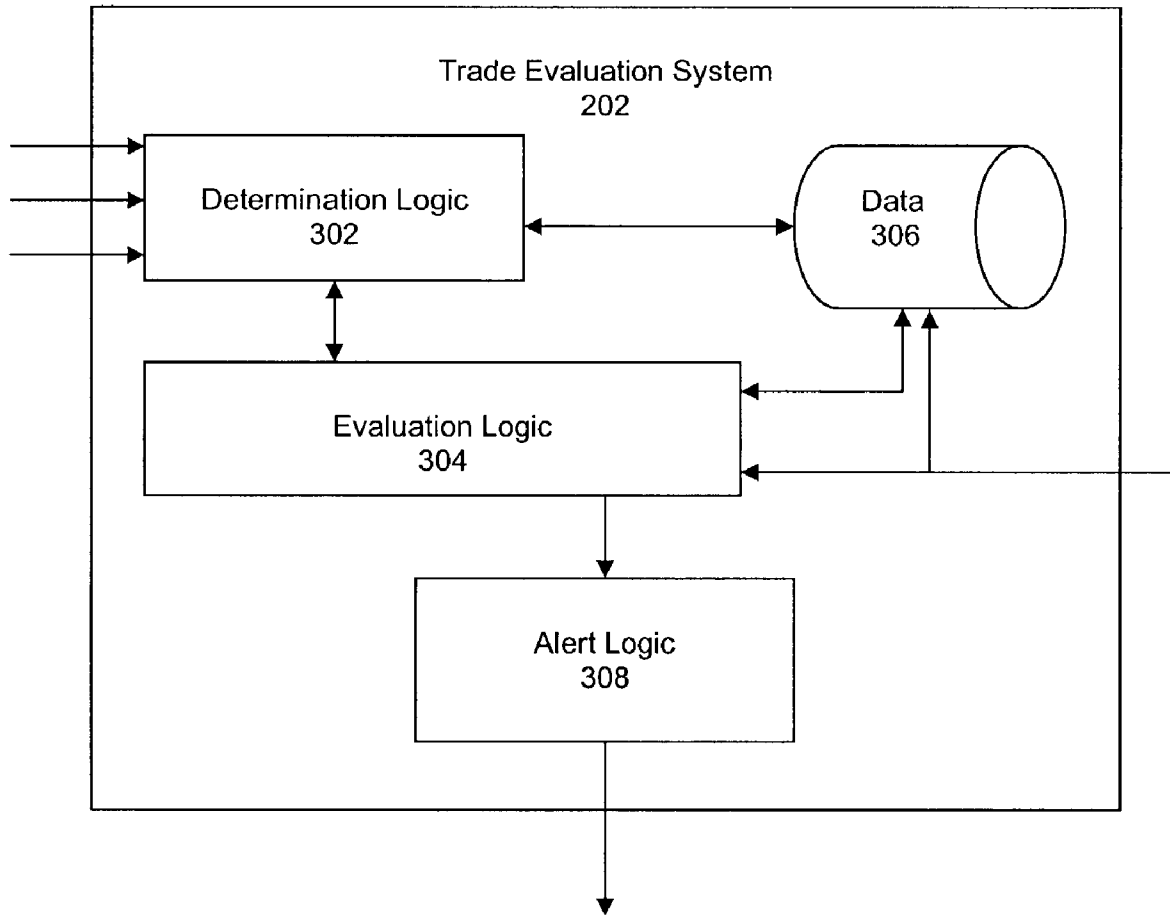 Trade Evaluation System
202
Determination Logic
302
Data
306
Evaluation Logic
304
Alert Logic
308